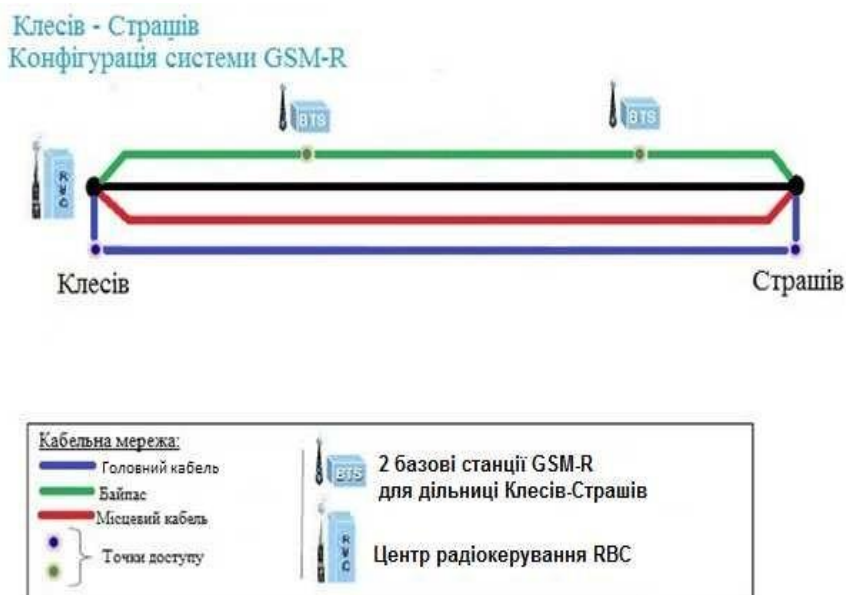 Клесів - Страшів
Конфігурація системи GSM-R
BTS
BTS
Клесів
Страшів
Кабельна мережа:
Головний кабель
Байпас
Місцевий кабель
Точки доступу
BTS
2 базові станції GSM-R
для дільниці Клесів-Страшів
Центр радіокерування RBC